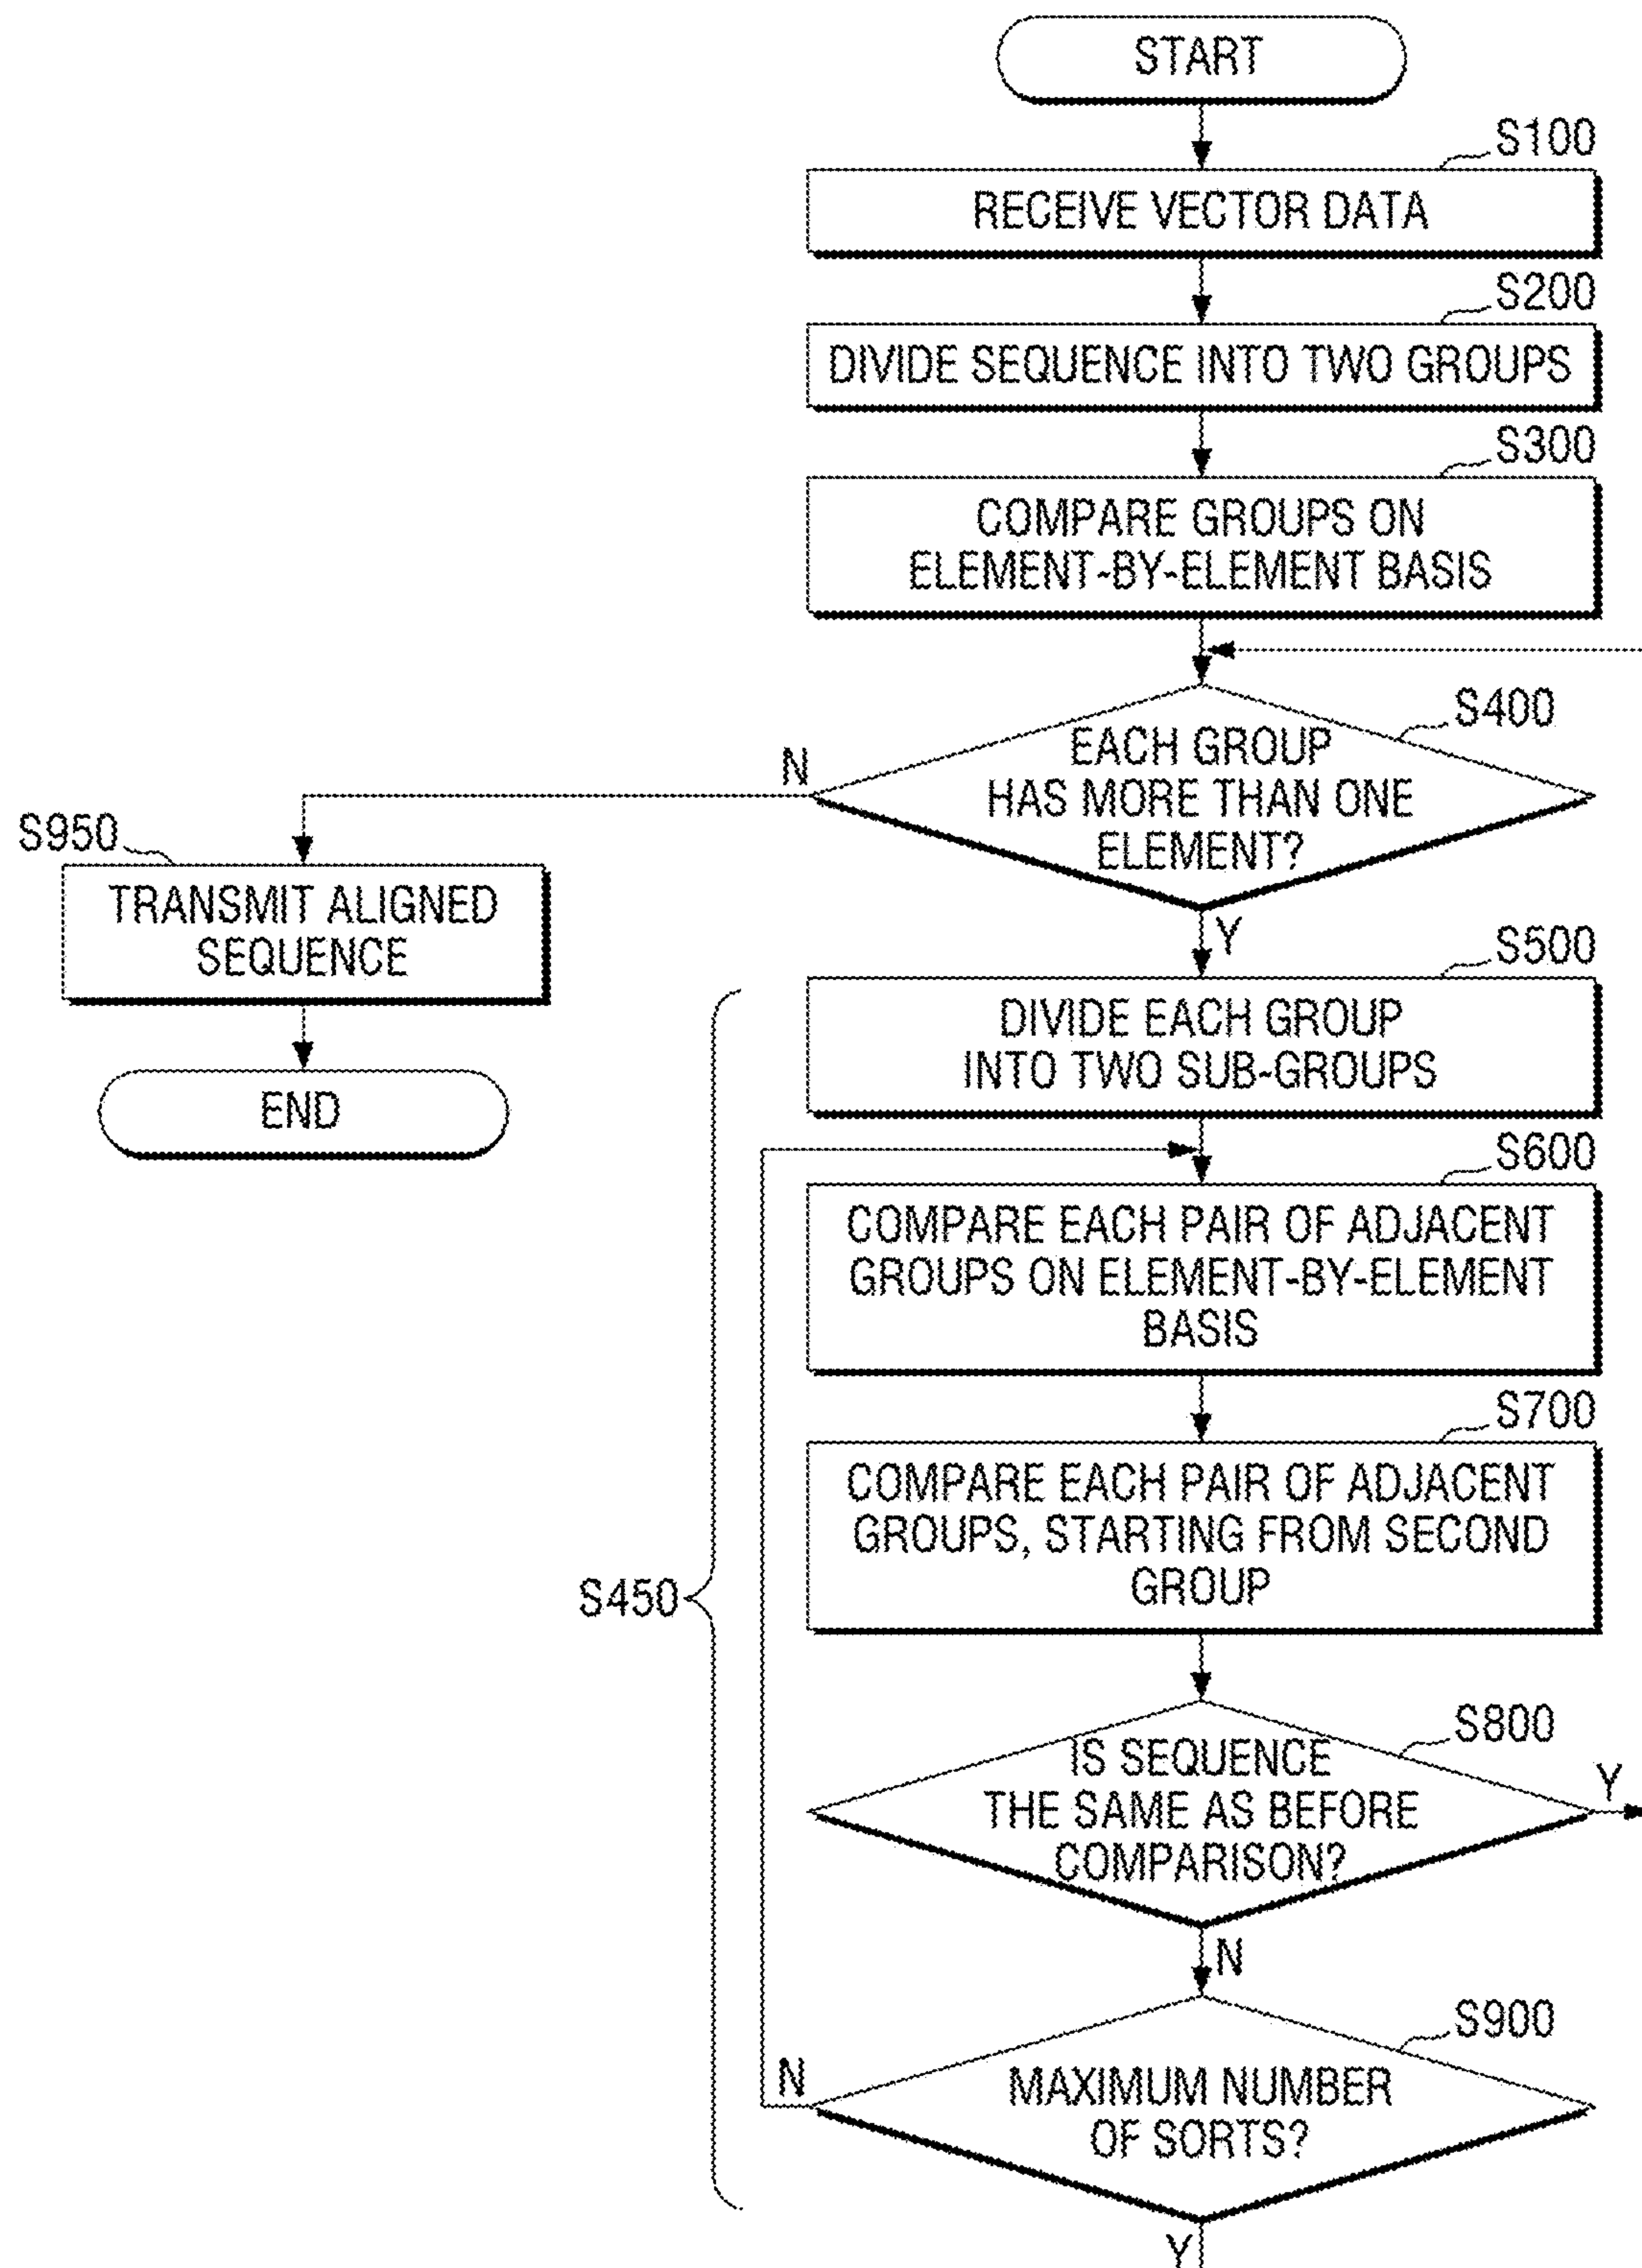 START
S100
RECEIVE VECTOR DATA
S200
DIVIDE SEQUENCE INTO TWO GROUPS
S300
COMPARE GROUPS ON
ELEMENT-BY-ELEMENT BASIS
S400
EACH GROUP
HAS MORE THAN ONE
ELEMENT?
N
S950
TRANSMIT ALIGNED
SEQUENCE
END
Y
S500
DIVIDE EACH GROUP
INTO TWO SUB-GROUPS
S600
COMPARE EACH PAIR OF ADJACENT
GROUPS ON ELEMENT-BY-ELEMENT
BASIS
S700
COMPARE EACH PAIR OF ADJACENT
GROUPS, STARTING FROM SECOND
GROUP
S450
S800
IS SEQUENCE
THE SAME AS BEFORE
COMPARISON?
Y
N
S900
MAXIMUM NUMBER
OF SORTS?
N
Y